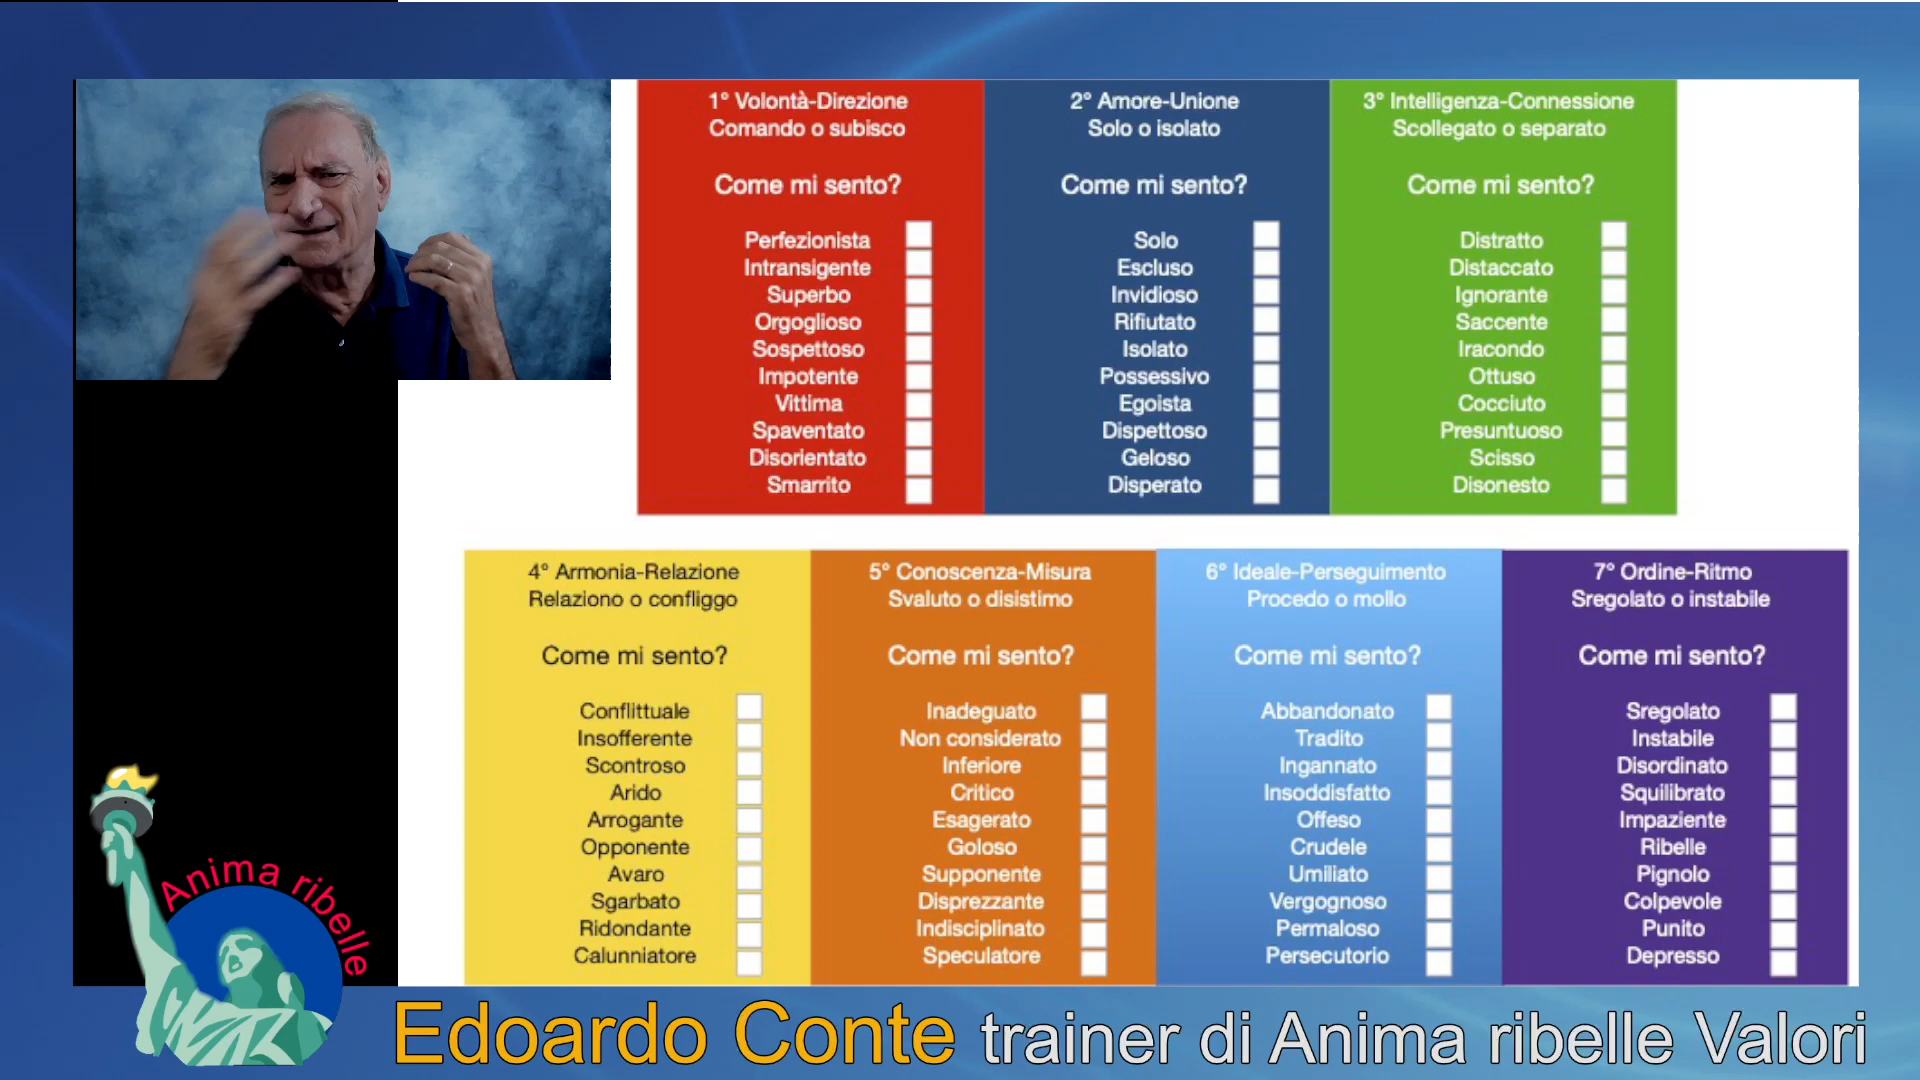 1° Volontà-Direzione
Comando o subisco
Come mi sento?
Perfezionista
Intransigente
Superbo
Orgoglioso
Sospettoso
Impotente
Vittima
Spaventato
Disorientato
Smarrito
2° Amore-Unione
Solo o isolato
Come mi sento?
Solo
Escluso
Invidioso
Rifiutato
Isolato
Possessivo
Egoista
Dispettoso
Geloso
Disperato
3° Intelligenza-Connessione
Scollegato o separato
Come mi sento?
Distratto
Distaccato
Ignorante
Saccente
Iracondo
Ottuso
Cocciuto
Presuntuoso
Scisso
Disonesto
4° Armonia-Relazione
Relaziono o confliggo
Come mi sento?
Conflittuale
Insofferente
Scontroso
Arido
Arrogante
Opponente
Avaro
Sgarbato
Ridondante
Calunniatore
5° Conoscenza-Misura
Svaluto o disistimo
Come mi sento?
Inadeguato
Non considerato
Inferiore
Critico
Esagerato
Goloso
Supponente
Disprezzante
Indisciplinato
Speculatore
6° Ideale-Perseguimento
Procedo o mollo
Come mi sento?
Abbandonato
Tradito
Ingannato
Insoddisfatto
Offeso
Crudele
Umiliato
Vergognoso
Permaloso
Persecutorio
7° Ordine-Ritmo
Sregolato o instabile
Come mi sento?
Sregolato
Instabile
Disordinato
Squilibrato
Impaziente
Ribelle
Pignolo
Colpevole
Punito
Depresso
Anima ribelle
Edoardo Conte trainer di Anima ribelle Valori